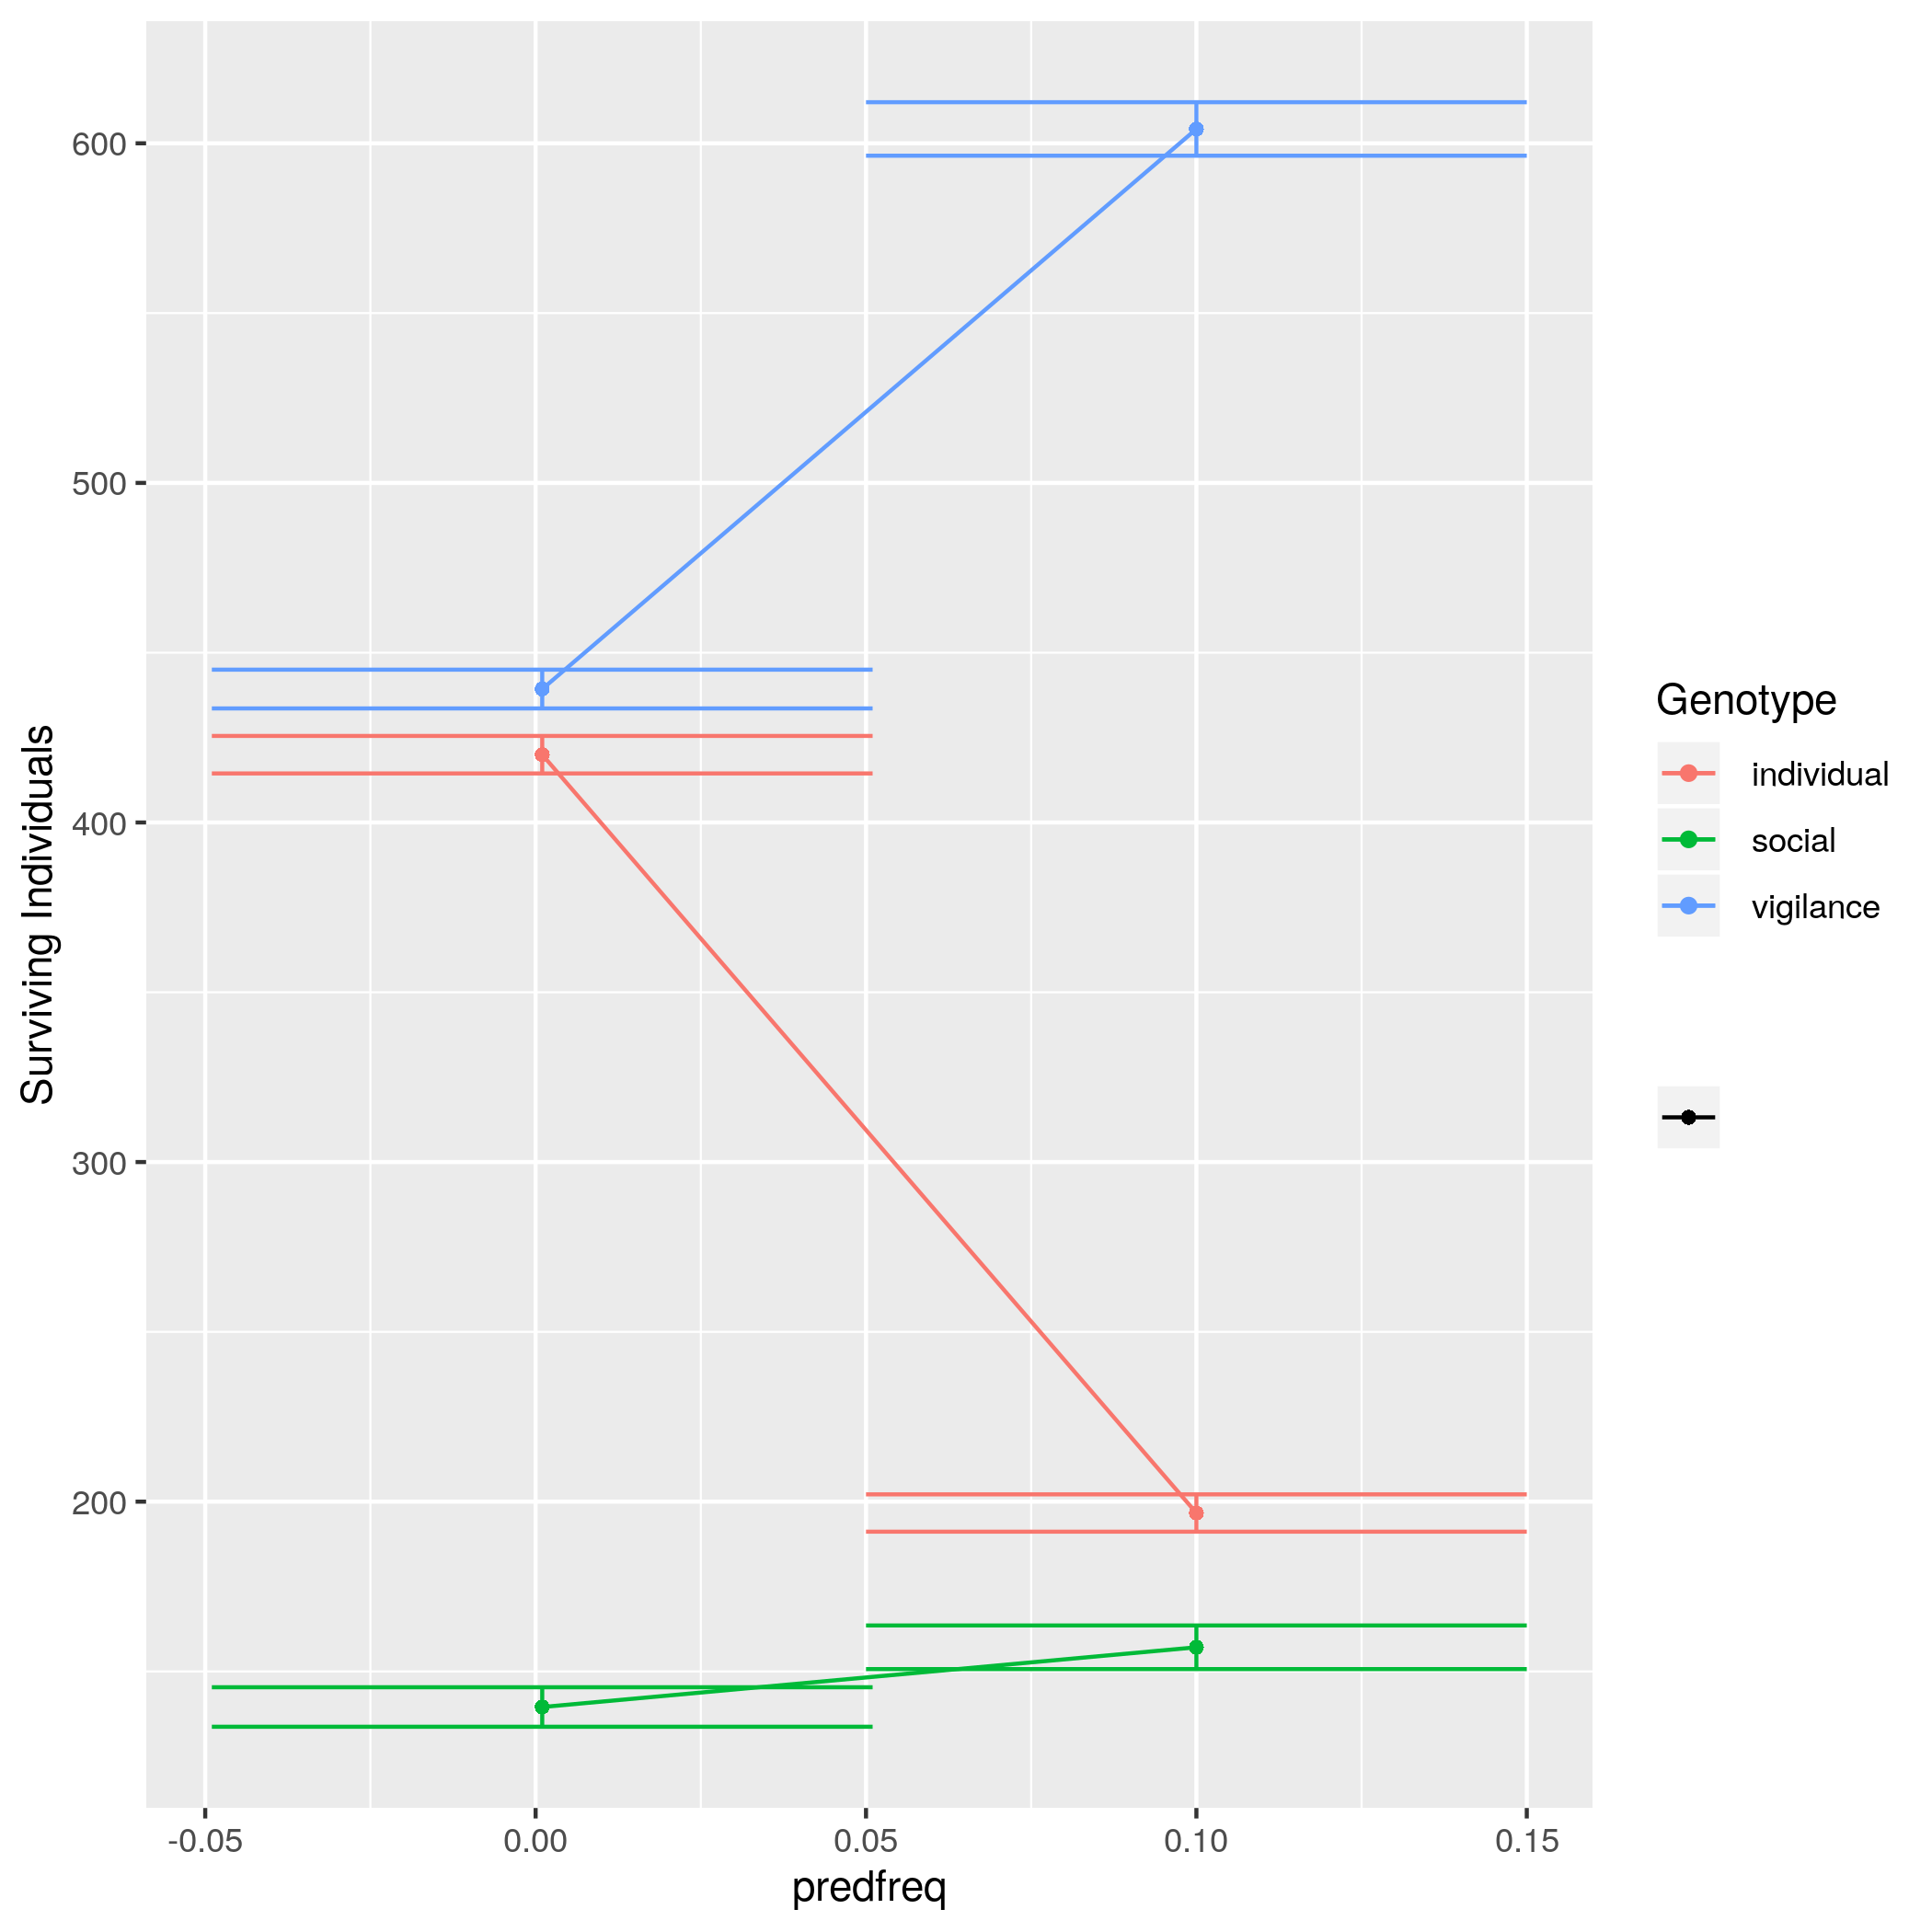 600
500
400
300
200
Surviving Individuals
-0.05 0.00 0.05 0.10 0.15
predfreq
Genotype
individual
social
vigilance